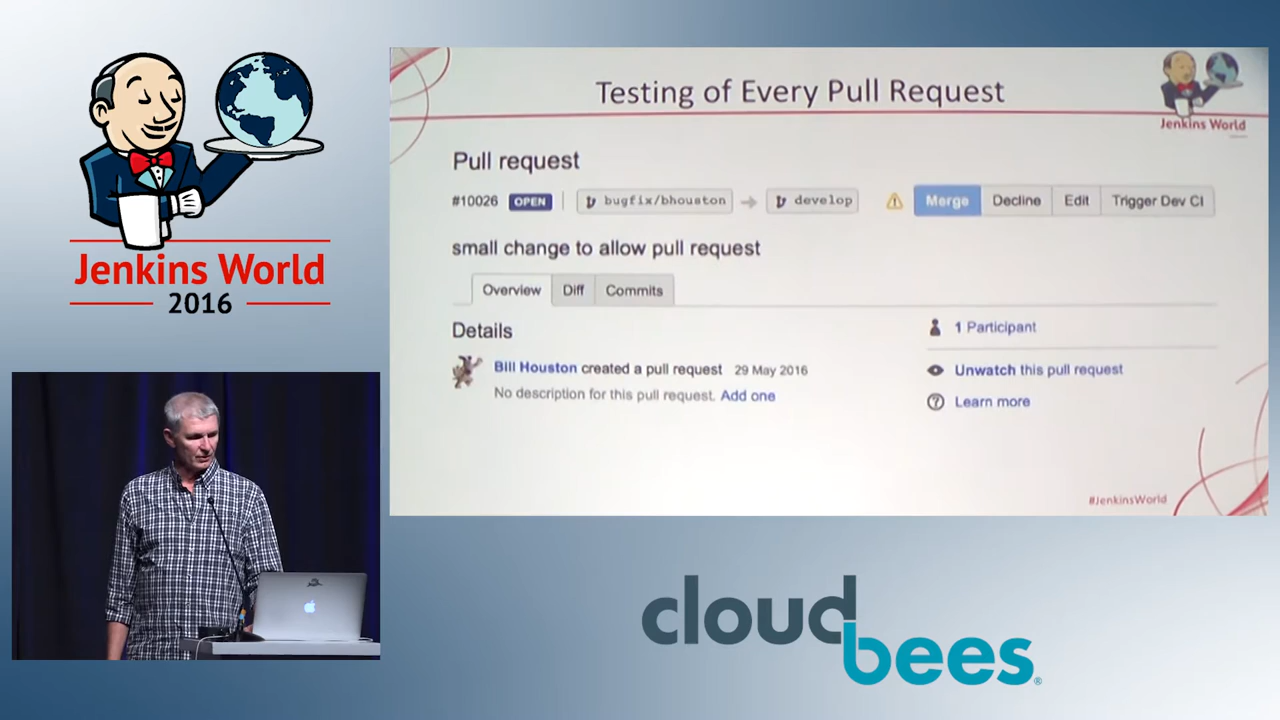 Jenkins World
2016
Testing of Every Pull Request
Jenkins World
Pull request
#10026 OPEN bugfix/bhouston develop Merge Decline Edit Trigger Dev CI
small change to allow pull request
Overview Diff Commits
Details
1 Participant
Bill Houston created a pull request 29 May 2016
Unwatch this pull request
No description for this pull request. Add one
Learn more
#JenkinsWorld
cloudbees®